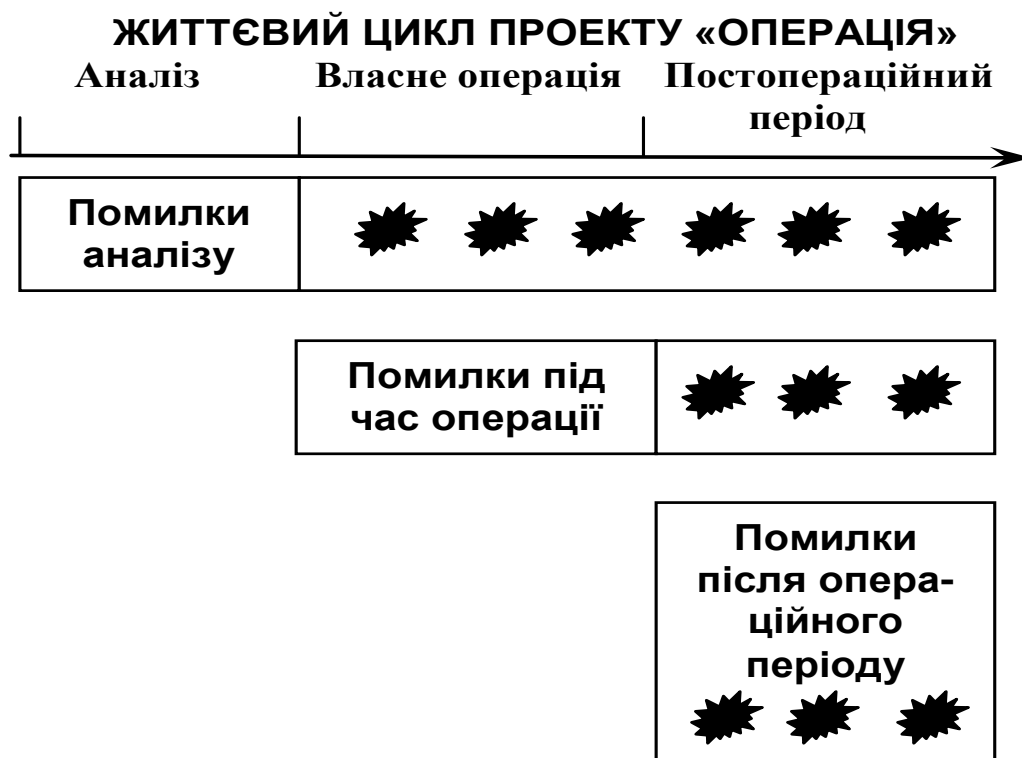 ЖИТТЄВИЙ ЦИКЛ ПРОЕКТУ «ОПЕРАЦІЯ»
Аналіз Власне операція Постопераційний
період
Помилки
аналізу
Помилки під
час операції
Помилки
після опера-
ційного
періоду